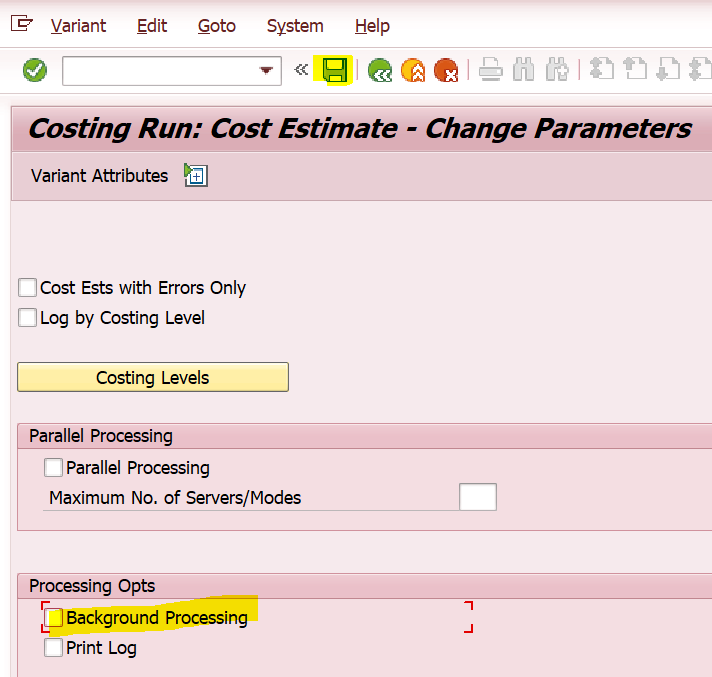 Variant Edit Goto System Help
Costing Run: Cost Estimate - Change Parameters
Variant Attributes
Cost Ests with Errors Only
Log by Costing Level
Costing Levels
Parallel Processing
Parallel Processing
Maximum No. of Servers/Modes
Processing Opts
Background Processing
Print Log